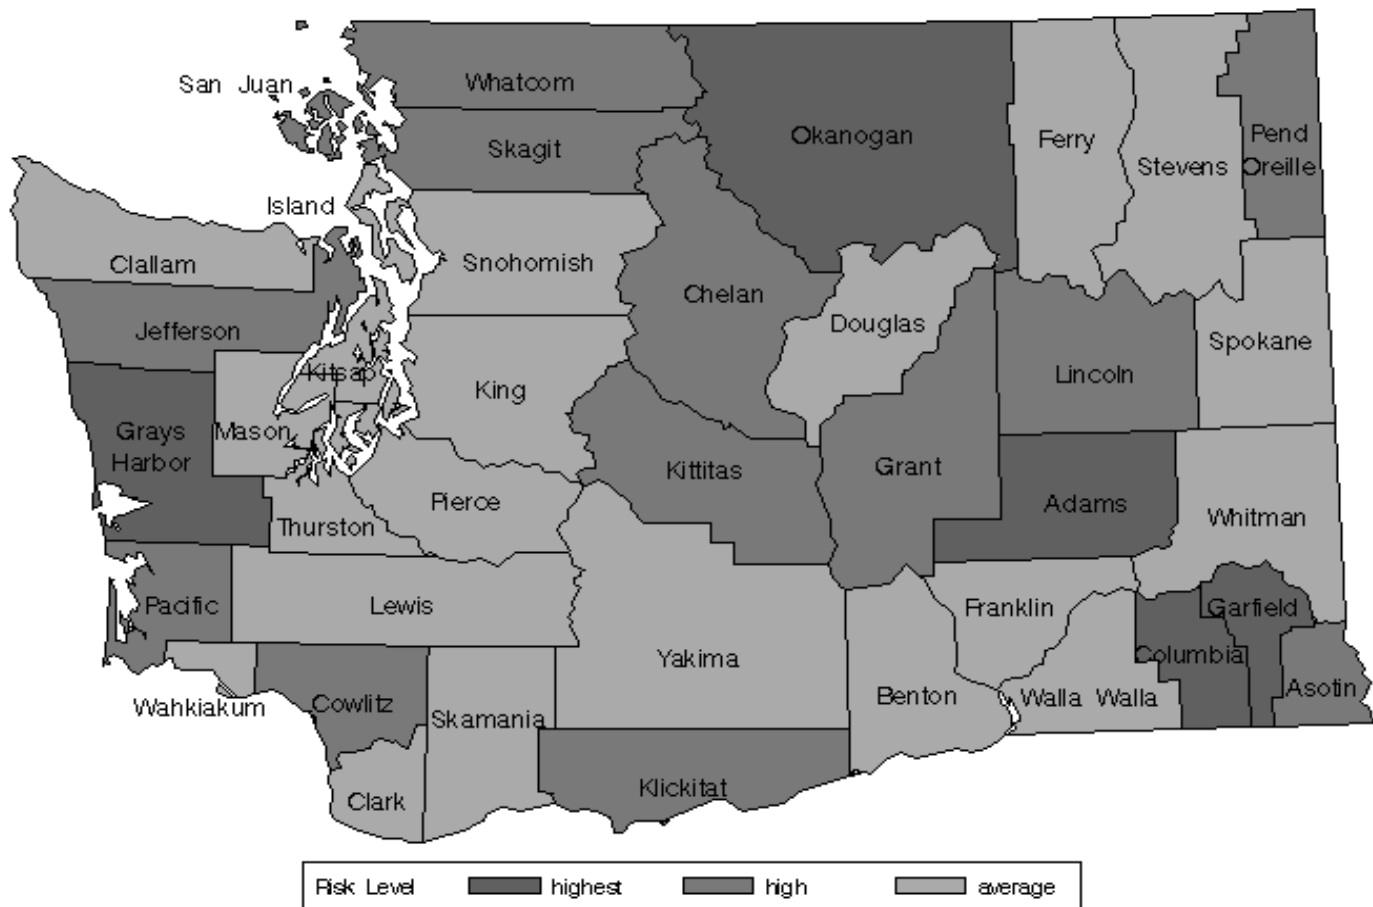 San Juan
Whatcom
Skagit
Okanogan
Ferry
Stevens
Pend
Oreille
Island
Clallam
Snohomish
Chelan
Jefferson
Douglas
Spokane
Kitsap
King
Lincoln
Grays
Harbor
Mason
Kittitas
Grant
Adams
Whitman
Pierce
Thurston
Pacific
Lewis
Franklin
Garfield
Yakima
Columbia
Wahkiakum
Cowlitz
Skamania
Benton
Walla Walla
Asotin
Clark
Klickitat
Risk Level highest high average